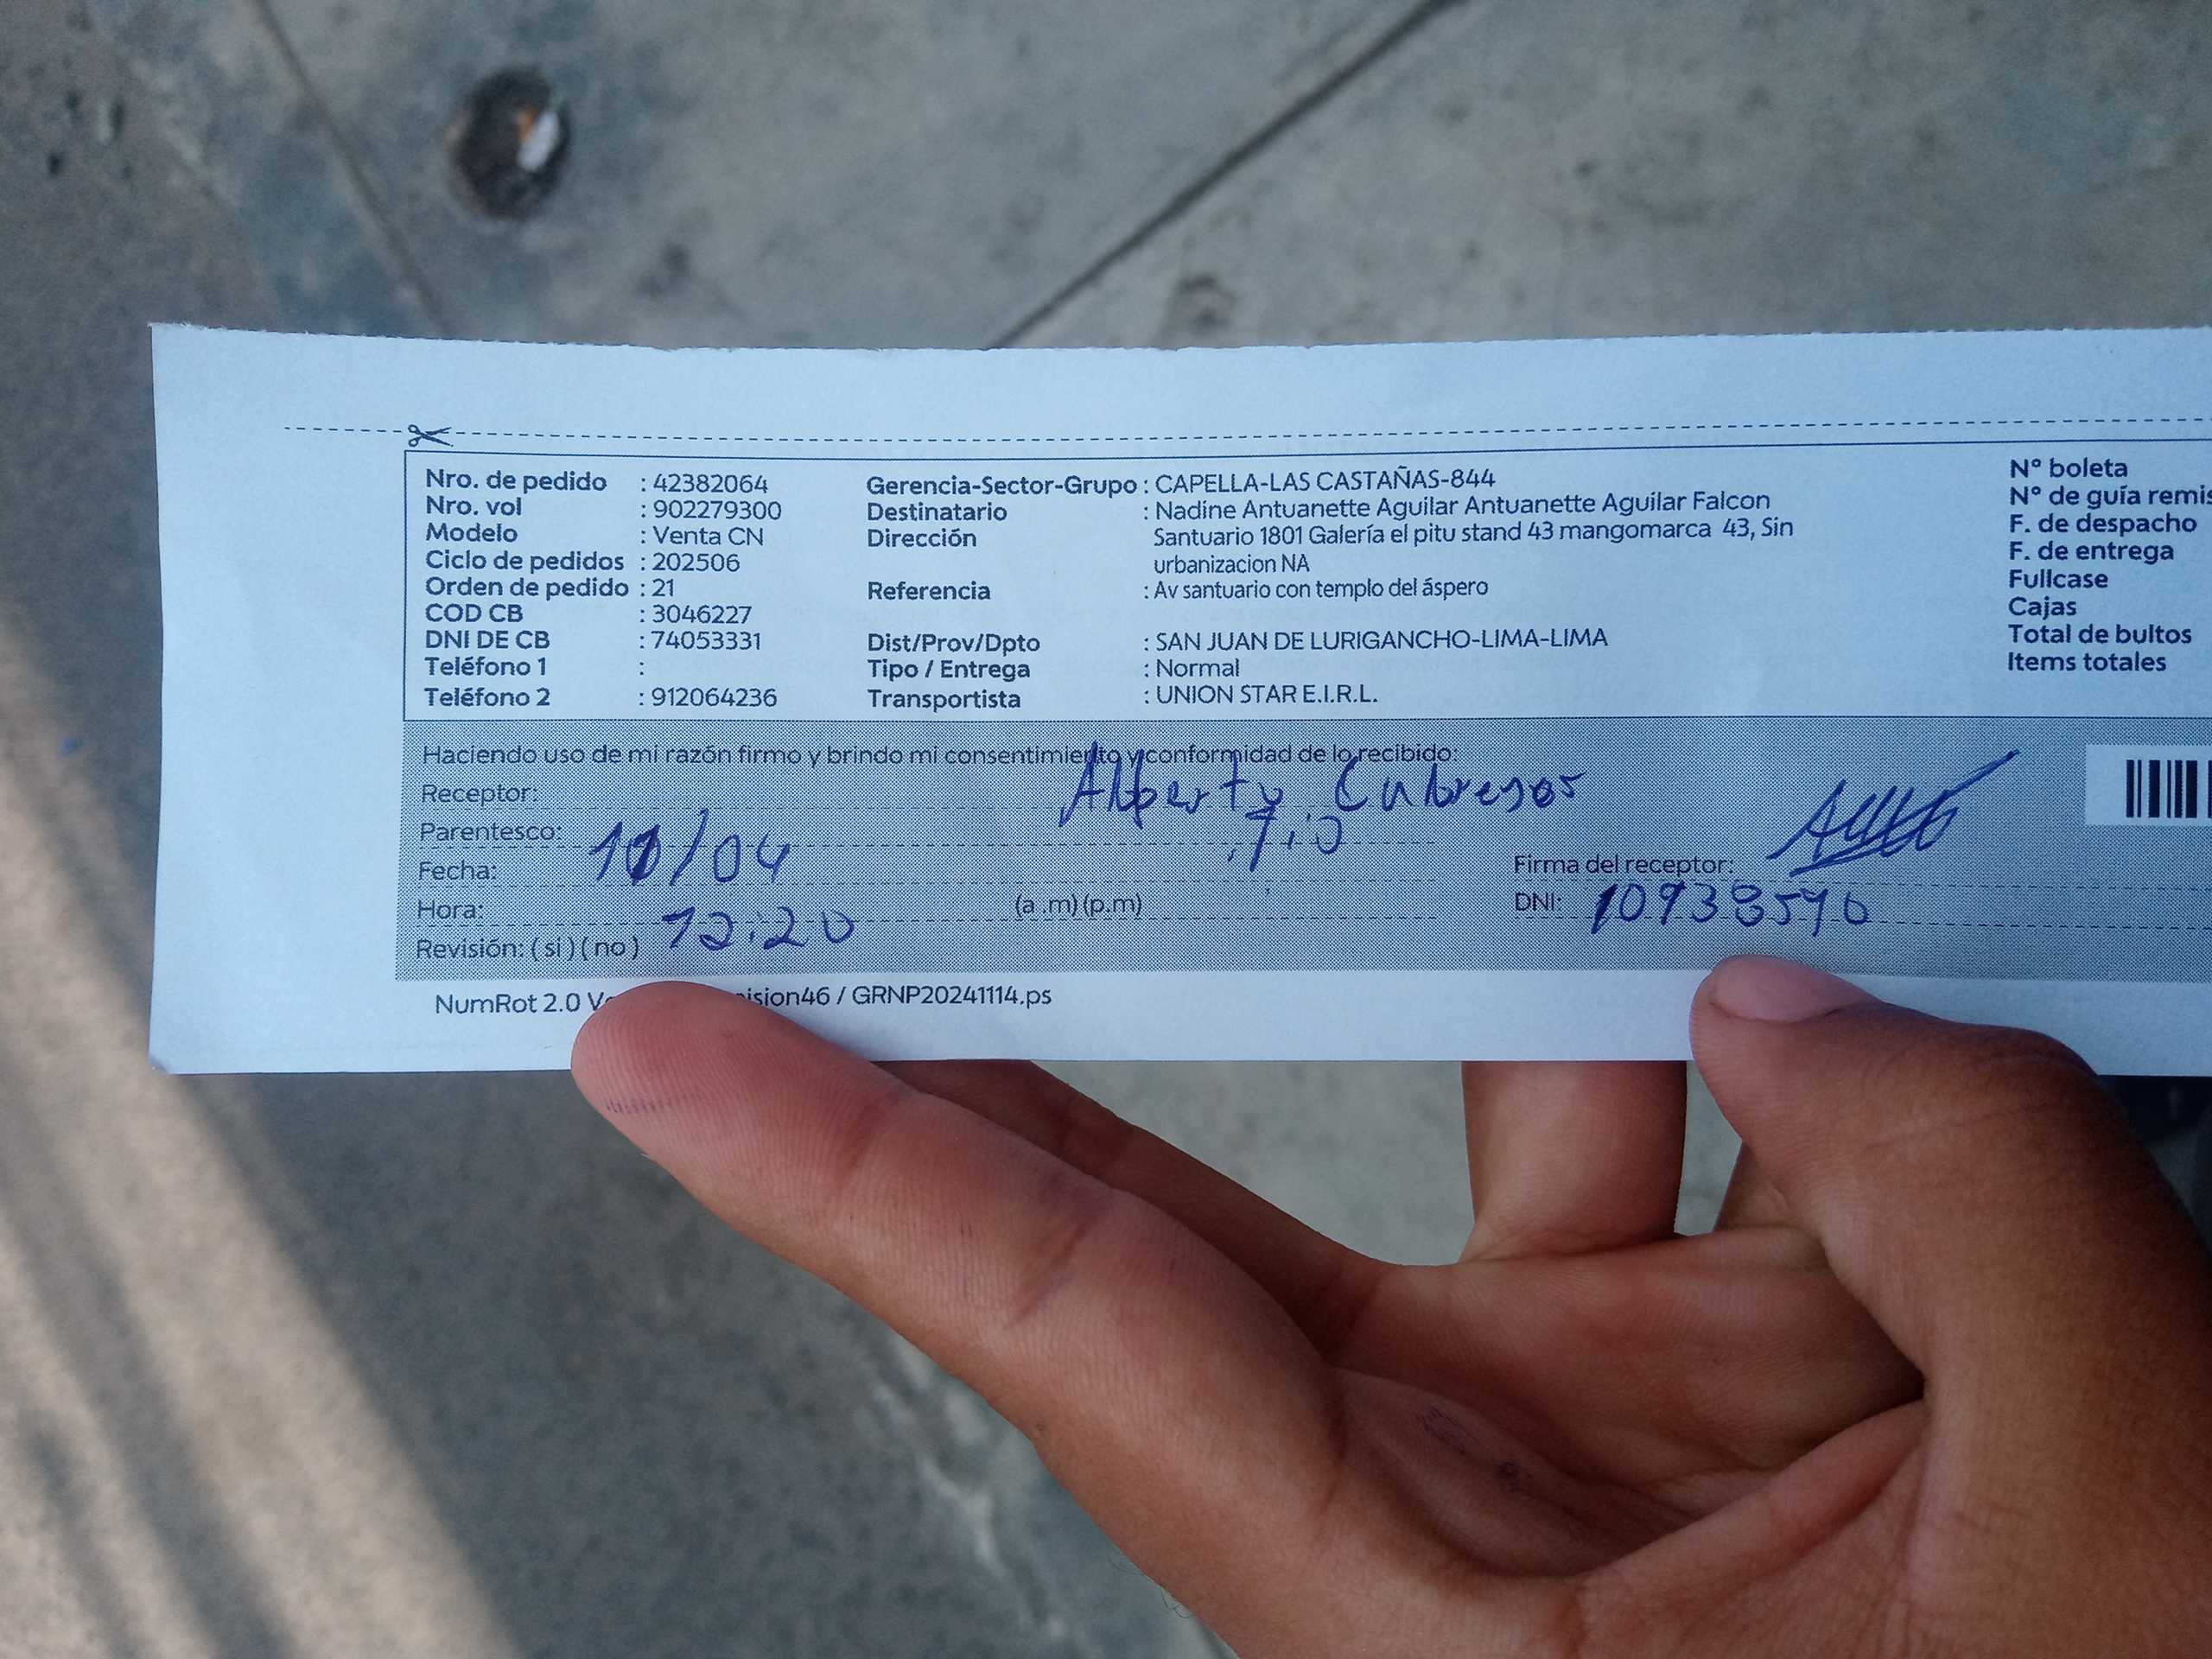 Nro. de pedido : 42382064
Nro. vol : 902279300
Modelo : Venta CN
Ciclo de pedidos : 202506
Orden de pedido : 21
COD CB : 3046227
DNI DE CB : 74053331
Teléfono 1 :
Teléfono 2 : 912064236
Gerencia-Sector-Grupo : CAPELLA-LAS CASTAÑAS-844
Destinatario : Nadine Antuanette Aguilar Antuanette Aguilar Falcon
Dirección : Santuario 1801 Galería el pitu stand 43 mangomarca 43, Sin
urbanizacion NA
Referencia : Av santuario con templo del áspero
Dist/Prov/Dpto : SAN JUAN DE LURIGANCHO-LIMA-LIMA
Tipo / Entrega : Normal
Transportista : UNION STAR E.I.R.L.
N° boleta
N° de guía remis
F. de despacho
F. de entrega
Fullcase
Cajas
Total de bultos
Items totales
Haciendo uso de mi razón firmo y brindo mi consentimiento y conformidad de lo recibido:
Receptor: Alberto
Parentesco: Tio
Fecha: 11/04
Hora: 12:20 (a .m) (p.m)
Revisión: ( si ) ( no )
Firma del receptor:
DNI: 10938590
NumRot 2.0 ision46 / GRNP20241114.ps